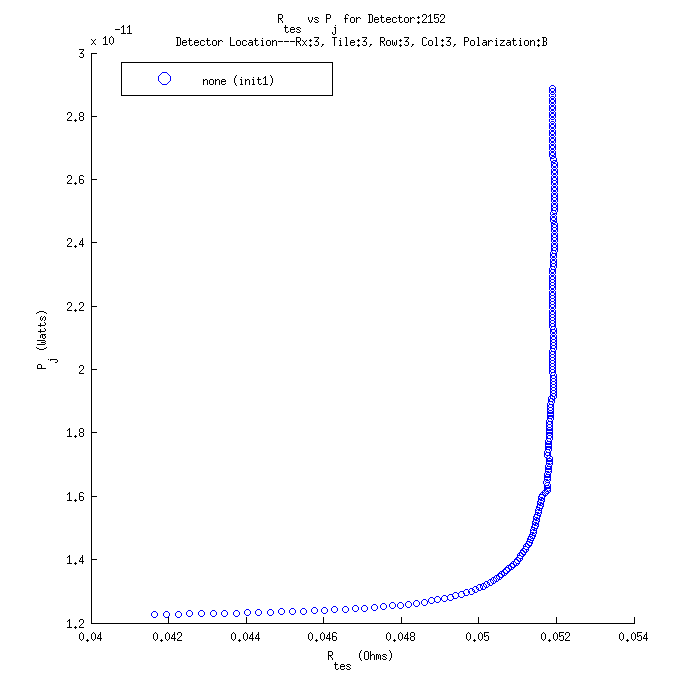 R_tes vs P_j for Detector:2152
Detector Location---Rx:3, Tile:3, Row:3, Col:3, Polarization:B
x 10^-11
none (init1)
3
2.8
2.6
2.4
2.2
2
1.8
1.6
1.4
1.2
P_j (Watts)
0.04 0.042 0.044 0.046 0.048 0.05 0.052 0.054
R_tes (Ohms)